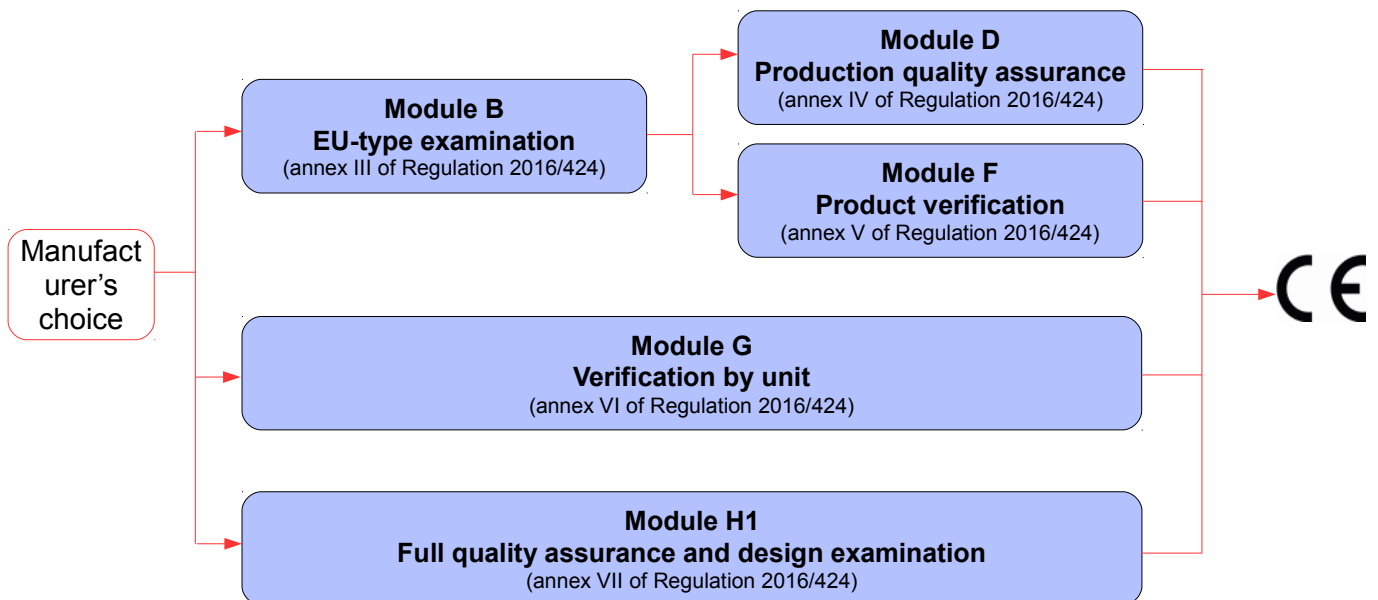 Manufact
urer's
choice
Module B
EU-type examination
(annex III of Regulation 2016/424)
Module D
Production quality assurance
(annex IV of Regulation 2016/424)
Module F
Product verification
(annex V of Regulation 2016/424)
Module G
Verification by unit
(annex VI of Regulation 2016/424)
Module H1
Full quality assurance and design examination
(annex VII of Regulation 2016/424)
CE